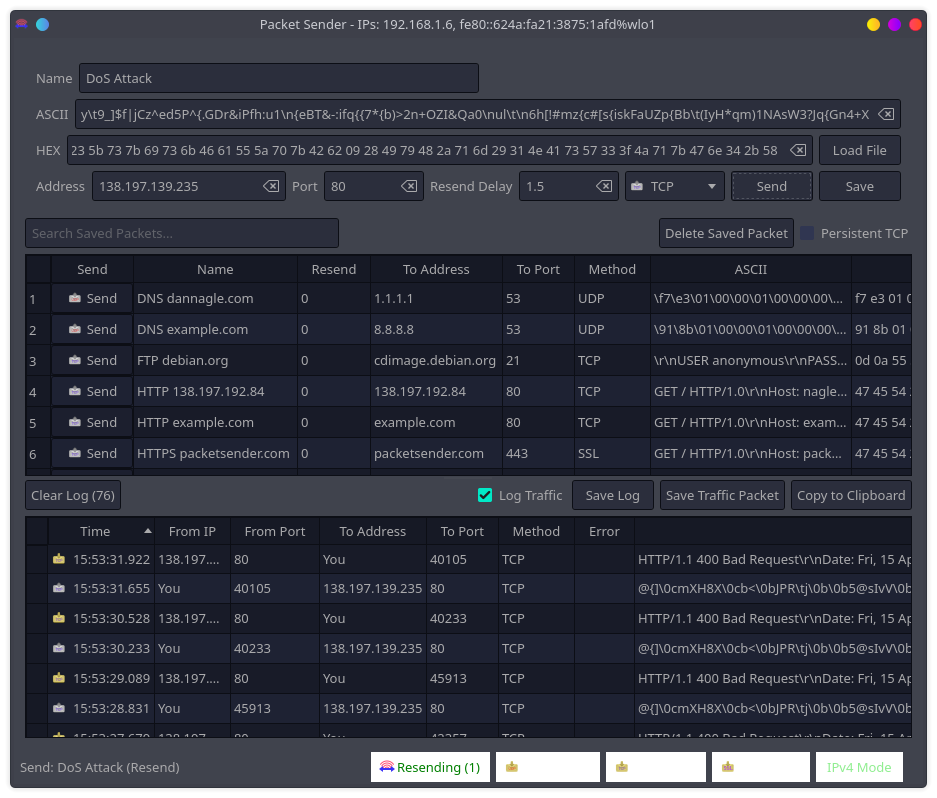 Packet Sender - IPs: 192.168.1.6, fe80::624a:fa21:3875:1afd%wlo1
Name DoS Attack
ASCII y\t9_]$f|jCz^ed5P^{.GDr&iPfh:u1\n{eBT&-:ifq{{7*{b)>2n+OZI&Qa0\nul\t\n6h[!#mz{c#[s{iskFaUZp{Bb\t(IyH*qm)1NAsW3?Jq{Gn4+X
HEX 23 5b 73 7b 69 73 6b 46 61 55 5a 70 7b 42 62 09 28 49 79 48 2a 71 6d 29 31 4e 41 73 57 33 3f 4a 71 7b 47 6e 34 2b 58 Load File
Address 138.197.139.235 Port 80 Resend Delay 1.5 TCP Send Save
Search Saved Packets... Delete Saved Packet Persistent TCP
Send Name Resend To Address To Port Method ASCII
1 Send DNS dannagle.com 0 1.1.1.1 53 UDP \f7\e3\01\00\00\01\00\00\00\... f7 e3 01
2 Send DNS example.com 0 8.8.8.8 53 UDP \91\8b\01\00\00\01\00\00\00\... 91 8b 01
3 Send FTP debian.org 0 cdimage.debian.org 21 TCP \r\nUSER anonymous\r\nPASS... 0d 0a 55
4 Send HTTP 138.197.192.84 0 138.197.192.84 80 TCP GET / HTTP/1.0\r\nHost: nagle... 47 45 54
5 Send HTTP example.com 0 example.com 80 TCP GET / HTTP/1.0\r\nHost: exam... 47 45 54
6 Send HTTPS packetsender.com 0 packetsender.com 443 SSL GET / HTTP/1.0\r\nHost: pack... 47 45 54
Clear Log (76) Log Traffic Save Log Save Traffic Packet Copy to Clipboard
Time From IP From Port To Address To Port Method Error
15:53:31.922 138.197.... 80 You 40105 TCP HTTP/1.1 400 Bad Request\r\nDate: Fri, 15 Ap
15:53:31.655 You 40105 138.197.139.235 80 TCP @{]\0cmXH8X\0cb<\0bJPR\tj\0b\0b5@sIvV\0b
15:53:30.528 138.197.... 80 You 40233 TCP HTTP/1.1 400 Bad Request\r\nDate: Fri, 15 Ap
15:53:30.233 You 40233 138.197.139.235 80 TCP @{]\0cmXH8X\0cb<\0bJPR\tj\0b\0b5@sIvV\0b
15:53:29.089 138.197.... 80 You 45913 TCP HTTP/1.1 400 Bad Request\r\nDate: Fri, 15 Ap
15:53:28.831 You 45913 138.197.139.235 80 TCP @{]\0cmXH8X\0cb<\0bJPR\tj\0b\0b5@sIvV\0b
Send: DoS Attack (Resend) Resending (1) IPv4 Mode